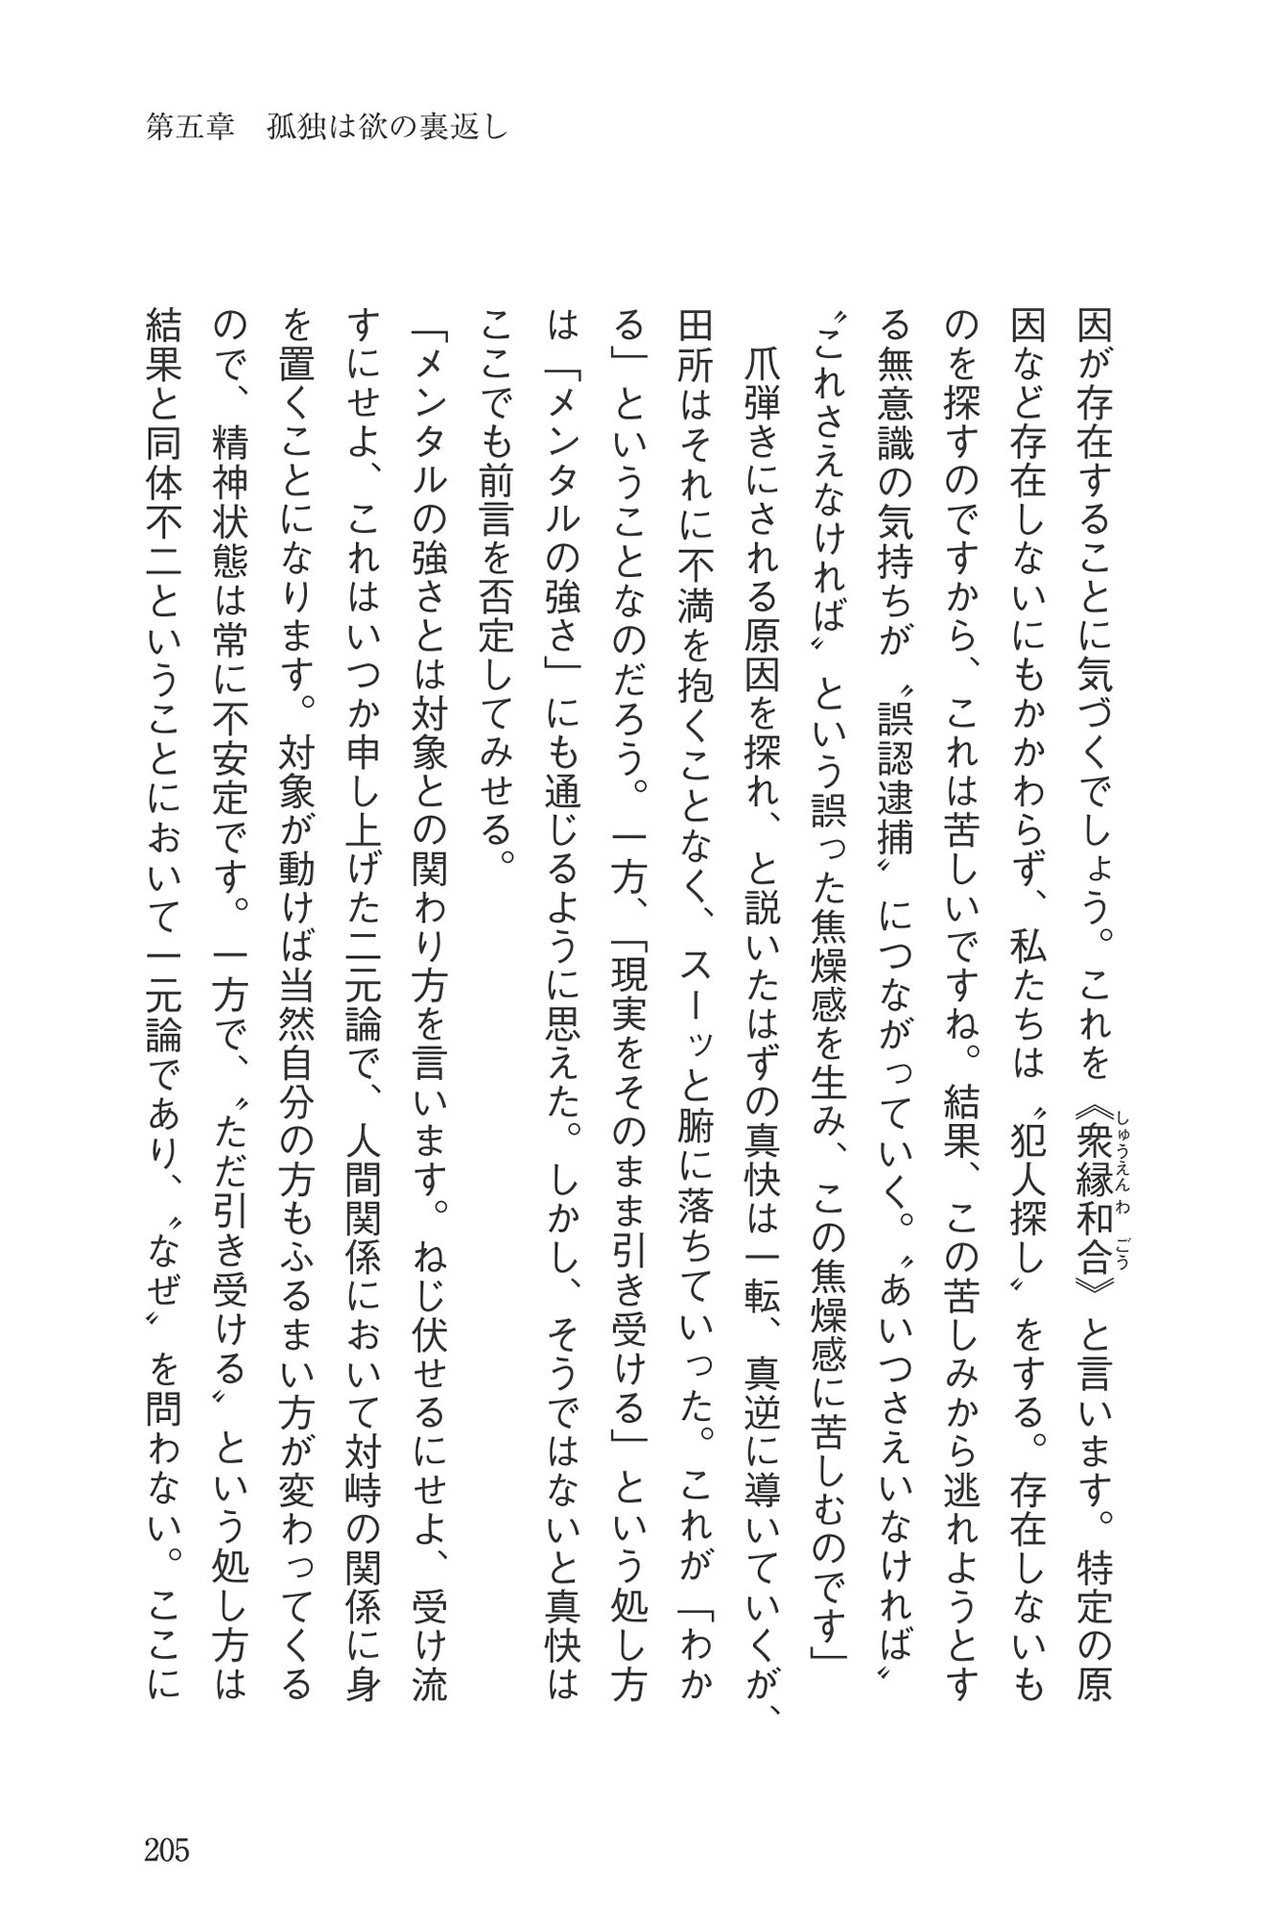 第五章　孤独は欲の裏返し
因が存在することに気づくでしょう。これを《衆縁和合》と言います。特定の原
しゅうえんわごう
因など存在しないにもかかわらず、私たちは〝犯人探し〟をする。存在しないも
のを探すのですから、これは苦しいですね。結果、この苦しみから逃れようとす
る無意識の気持ちが〝誤認逮捕〟につながっていく。〝あいつさえいなければ〟
〝これさえなければ〟という誤った焦燥感を生み、この焦燥感に苦しむのです」
　爪弾きにされる原因を探れ、と説いたはずの真快は一転、真逆に導いていくが、
田所はそれに不満を抱くことなく、スーッと腑に落ちていった。これが「わか
る」ということなのだろう。一方、「現実をそのまま引き受ける」という処し方
は「メンタルの強さ」にも通じるように思えた。しかし、そうではないと真快は
ここでも前言を否定してみせる。
「メンタルの強さとは対象との関わり方を言います。ねじ伏せるにせよ、受け流
すにせよ、これはいつか申し上げた二元論で、人間関係において対峙の関係に身
を置くことになります。対象が動けば当然自分の方もふるまい方が変わってくる
ので、精神状態は常に不安定です。一方で、〝ただ引き受ける〟という処し方は
結果と同体不二ということにおいて一元論であり、〝なぜ〟を問わない。ここに
205